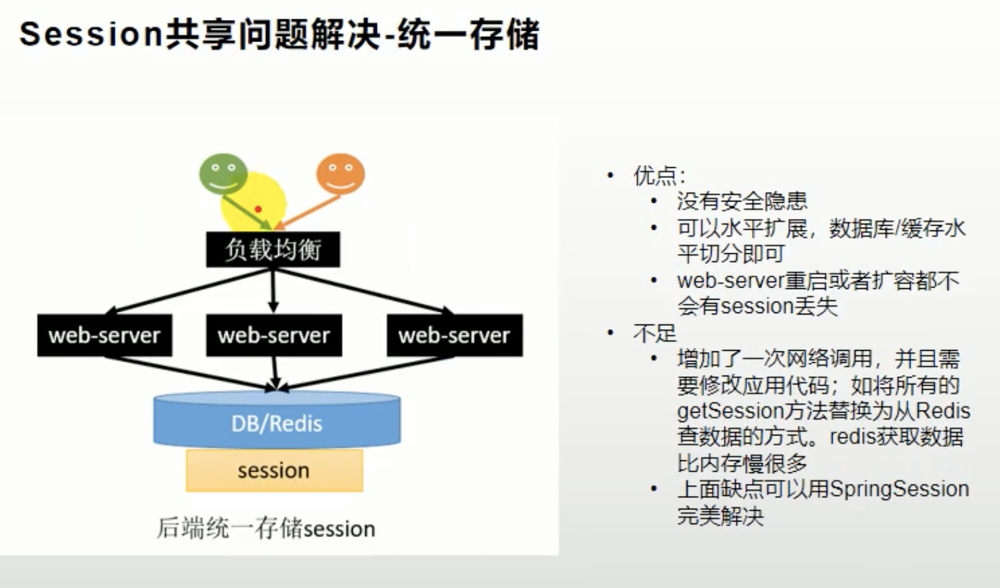 Session共享问题解决-统一存储
负载均衡
web-server
web-server
web-server
DB/Redis
session
后端统一存储session
• 优点：
• 没有安全隐患
• 可以水平扩展，数据库/缓存水
平切分即可
• web-server重启或者扩容都不
会有session丢失
• 不足
• 增加了一次网络调用，并且需
要修改应用代码；如将所有的
getSession方法替换为从Redis
查数据的方式。redis获取数据
比内存慢很多
• 上面缺点可以用SpringSession
完美解决